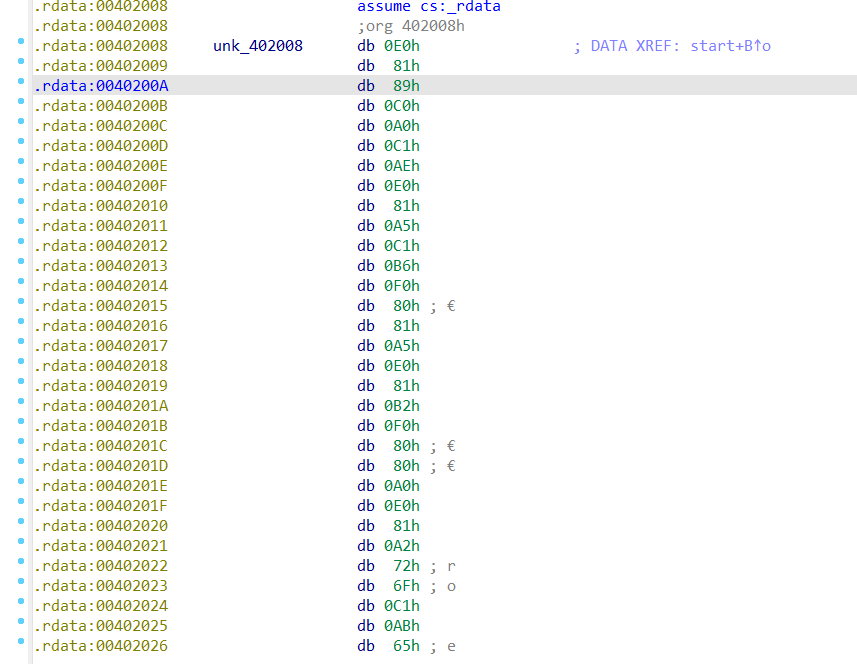 .rdata:00402008 assume cs:_rdata
.rdata:00402008 ;org 402008h
.rdata:00402008 unk_402008 db 0E0h ; DATA XREF: start+B↑o
.rdata:00402009 db 81h
.rdata:0040200A db 89h
.rdata:0040200B db 0C0h
.rdata:0040200C db 0A0h
.rdata:0040200D db 0C1h
.rdata:0040200E db 0AEh
.rdata:0040200F db 0E0h
.rdata:00402010 db 81h
.rdata:00402011 db 0A5h
.rdata:00402012 db 0C1h
.rdata:00402013 db 0B6h
.rdata:00402014 db 0F0h
.rdata:00402015 db 80h ; €
.rdata:00402016 db 81h
.rdata:00402017 db 0A5h
.rdata:00402018 db 0E0h
.rdata:00402019 db 81h
.rdata:0040201A db 0B2h
.rdata:0040201B db 0F0h
.rdata:0040201C db 80h ; €
.rdata:0040201D db 80h ; €
.rdata:0040201E db 0A0h
.rdata:0040201F db 0E0h
.rdata:00402020 db 81h
.rdata:00402021 db 0A2h
.rdata:00402022 db 72h ; r
.rdata:00402023 db 6Fh ; o
.rdata:00402024 db 0C1h
.rdata:00402025 db 0ABh
.rdata:00402026 db 65h ; e